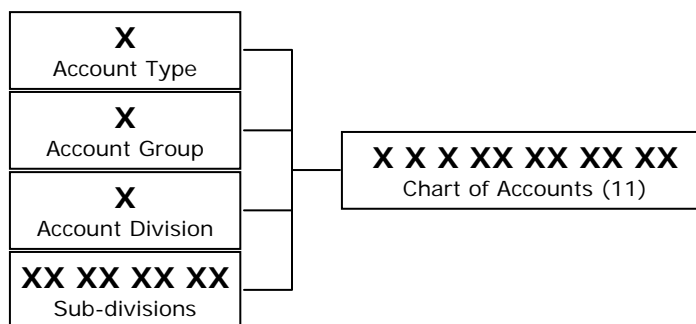 X
Account Type
X
Account Group
X
Account Division
XX XX XX XX
Sub-divisions
X X X XX XX XX XX
Chart of Accounts (11)